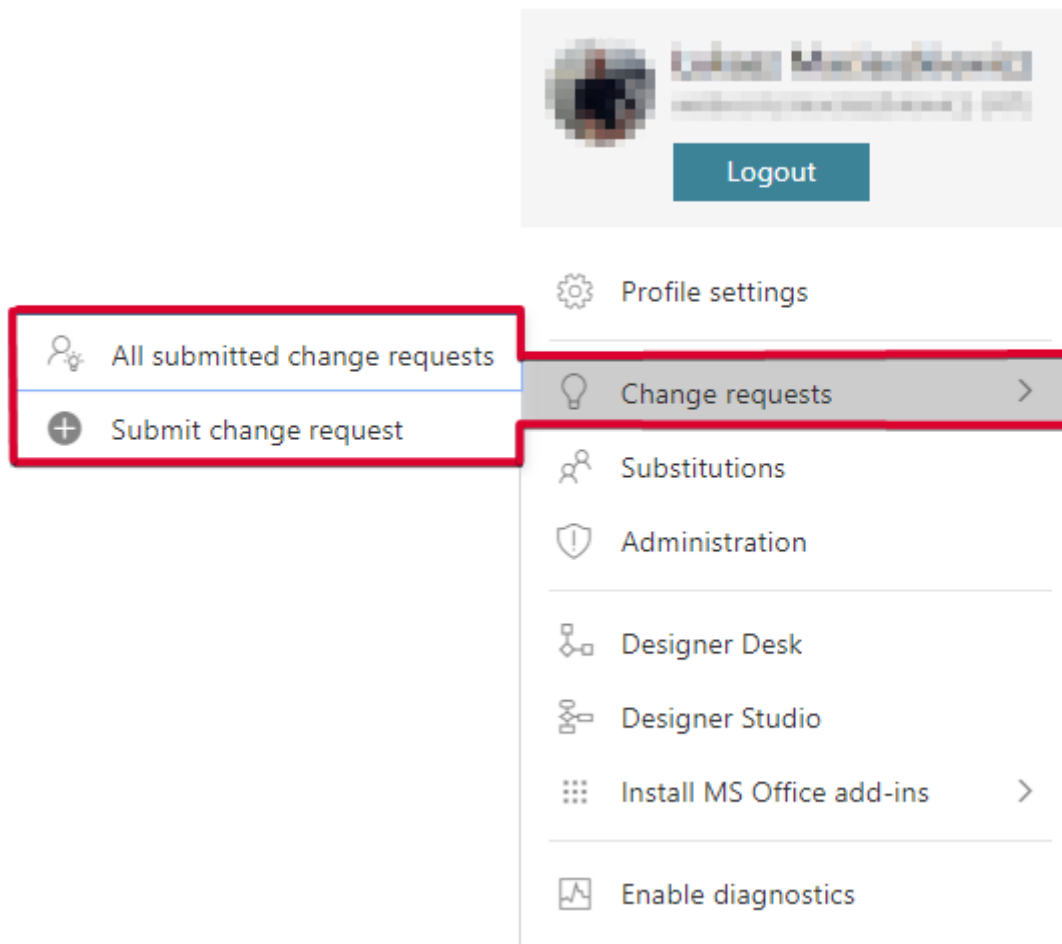 Logout
Profile settings
All submitted change requests
Change requests
Submit change request
Substitutions
Administration
Designer Desk
Designer Studio
Install MS Office add-ins
Enable diagnostics